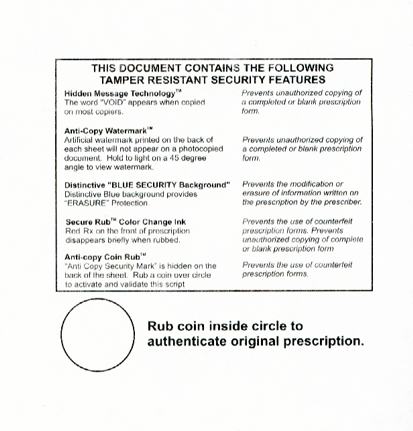 THIS DOCUMENT CONTAINS THE FOLLOWING
TAMPER RESISTANT SECURITY FEATURES
Hidden Message Technology™
The word "VOID" appears when copied
on most copiers.
Prevents unauthorized copying of
a completed or blank prescription
form.
Anti-Copy Watermark™
Artificial watermark printed on the back of
each sheet will not appear on a photocopied
document. Hold to light on a 45 degree
angle to view watermark.
Prevents unauthorized copying of
a completed or blank prescription
form.
Distinctive "BLUE SECURITY Background"
Distinctive Blue background provides
"ERASURE" Protection
Prevents the modification or
erasure of information written on
the prescription by the prescriber.
Secure Rub™ Color Change Ink
Red Rx on the front of prescription
disappears briefly when rubbed.
Prevents the use of counterfeit
prescription forms. Prevents
unauthorized copying of complete
or blank prescription form
Anti-copy Coin Rub™
"Anti Copy Security Mark" is hidden on the
back of the sheet. Rub a coin over circle
to activate and validate this script
Prevents the use of counterfeit
prescription forms.
Rub coin inside circle to
authenticate original prescription.